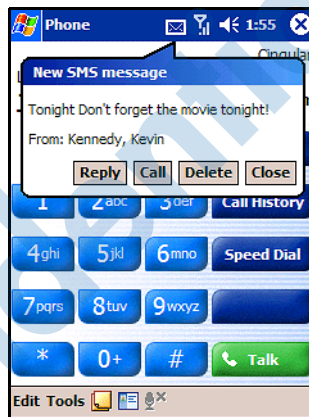 Phone 1:55
Cingular
New SMS message
Tonight Don't forget the movie tonight!
From: Kennedy, Kevin
Reply Call Delete Close
1 2abc 3def Call History
4ghi 5jkl 6mno Speed Dial
7pqrs 8tuv 9wxyz
* 0+ # Talk
Edit Tools